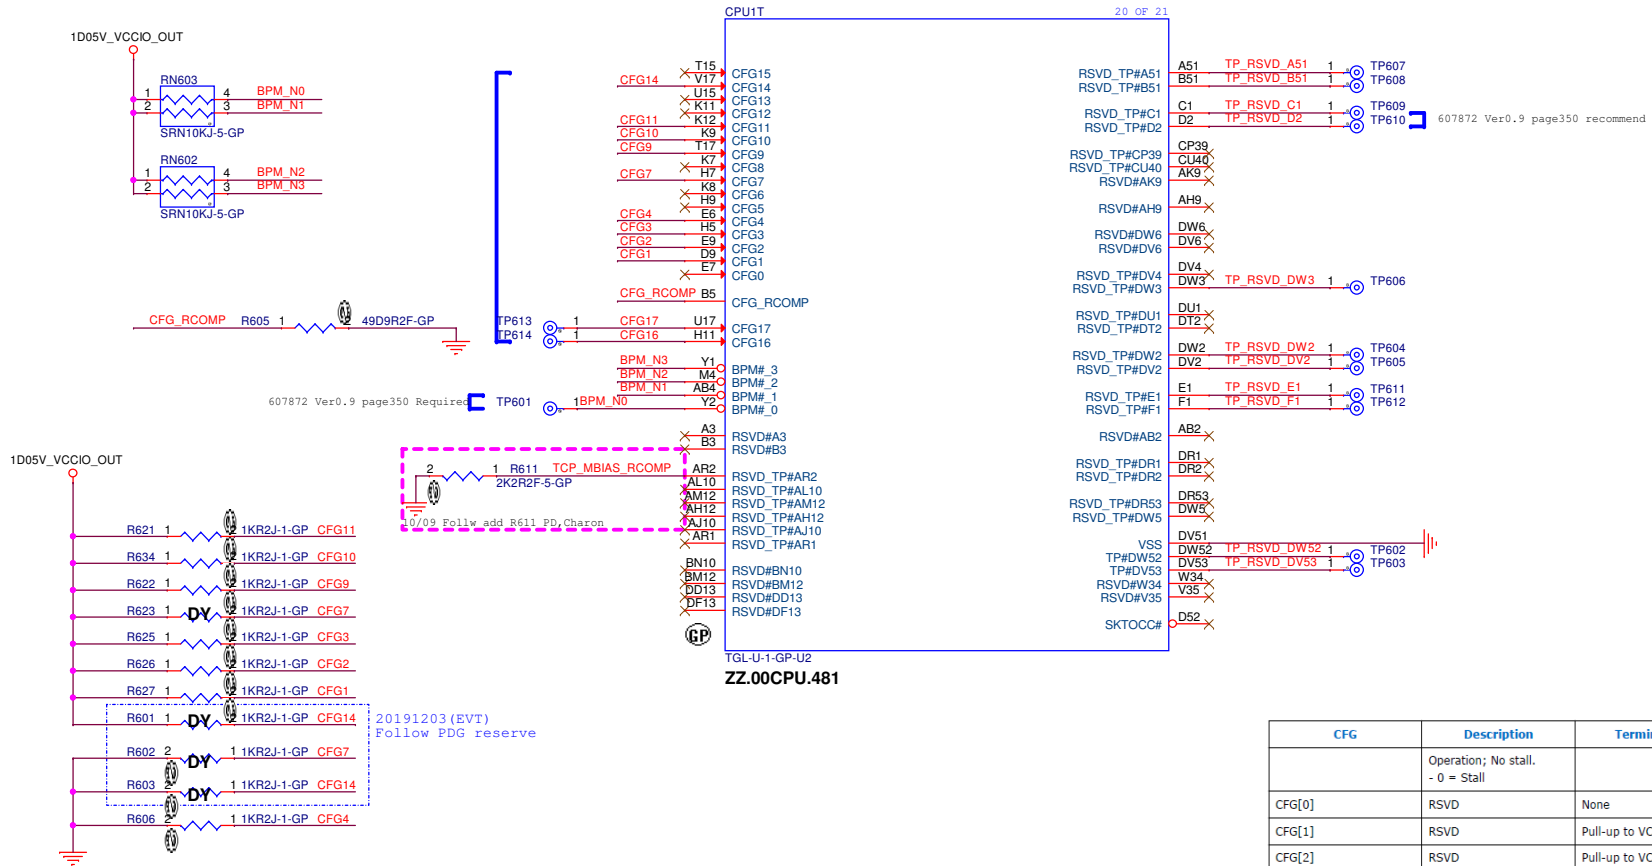 CPU1T
20 OF 21
1D05V_VCCIO_OUT
RN603
1 4 BPM_N0
2 3 BPM_N1
SRN10KJ-5-GP
RN602
1 4 BPM_N2
2 3 BPM_N3
SRN10KJ-5-GP
CFG_RCOMP R605 1 2 49D9R2F-GP
T15 CFG15
CFG14 V17 CFG14
U15 CFG13
K11 CFG12
CFG11 K12 CFG11
CFG10 K9 CFG10
CFG9 T17 CFG9
K7 CFG8
CFG7 H7 CFG7
K8 CFG6
H9 CFG5
CFG4 E6 CFG4
CFG3 H5 CFG3
CFG2 E9 CFG2
CFG1 D9 CFG1
E7 CFG0
CFG_RCOMP B5 CFG_RCOMP
TP613 1 CFG17 U17 CFG17
TP614 1 CFG16 H11 CFG16
BPM_N3 Y1 BPM#_3
BPM_N2 M4 BPM#_2
BPM_N1 AB4 BPM#_1
607872 Ver0.9 page350 Required TP601 1 BPM_N0 Y2 BPM#_0
A3 RSVD#A3
B3 RSVD#B3
2 1 R611 TCP_MBIAS_RCOMP AR2 RSVD_TP#AR2
2K2R2F-5-GP
AL10 RSVD_TP#AL10
AM12 RSVD_TP#AM12
AH12 RSVD_TP#AH12
10/09 Follw add R611 PD,Charon
AJ10 RSVD_TP#AJ10
AR1 RSVD_TP#AR1
BN10 RSVD#BN10
BM12 RSVD#BM12
DD13 RSVD#DD13
DF13 RSVD#DF13
GP
TGL-U-1-GP-U2
ZZ.00CPU.481
RSVD_TP#A51 A51 TP_RSVD_A51 1 TP607
RSVD_TP#B51 B51 TP_RSVD_B51 1 TP608
RSVD_TP#C1 C1 TP_RSVD_C1 1 TP609
RSVD_TP#D2 D2 TP_RSVD_D2 1 TP610
607872 Ver0.9 page350 recommend
RSVD_TP#CP39 CP39
RSVD_TP#CU40 CU40
RSVD#AK9 AK9
RSVD#AH9 AH9
RSVD#DW6 DW6
RSVD#DV6 DV6
RSVD_TP#DV4 DV4
RSVD_TP#DW3 DW3 TP_RSVD_DW3 1 TP606
RSVD_TP#DU1 DU1
RSVD_TP#DT2 DT2
RSVD_TP#DW2 DW2 TP_RSVD_DW2 1 TP604
RSVD_TP#DV2 DV2 TP_RSVD_DV2 1 TP605
RSVD_TP#E1 E1 TP_RSVD_E1 1 TP611
RSVD_TP#F1 F1 TP_RSVD_F1 1 TP612
RSVD#AB2 AB2
RSVD_TP#DR1 DR1
RSVD_TP#DR2 DR2
RSVD_TP#DR53 DR53
RSVD_TP#DW5 DW5
VSS DV51
TP#DW52 DW52 TP_RSVD_DW52 1 TP602
TP#DV53 DV53 TP_RSVD_DV53 1 TP603
RSVD#W34 W34
RSVD#V35 V35
SKTOCC# D52
1D05V_VCCIO_OUT
R621 1 2 1KR2J-1-GP CFG11
R634 1 2 1KR2J-1-GP CFG10
R622 1 2 1KR2J-1-GP CFG9
R623 1 DY 2 1KR2J-1-GP CFG7
R625 1 2 1KR2J-1-GP CFG3
R626 1 2 1KR2J-1-GP CFG2
R627 1 2 1KR2J-1-GP CFG1
R601 1 DY 2 1KR2J-1-GP CFG14
20191203(EVT)
Follow PDG reserve
R602 2 DY 1 1KR2J-1-GP CFG7
R603 2 DY 1 1KR2J-1-GP CFG14
R606 2 1 1KR2J-1-GP CFG4
CFG Description Termin
Operation; No stall.
- 0 = Stall
CFG[0] RSVD None
CFG[1] RSVD Pull-up to VC
CFG[2] RSVD Pull-up to VC